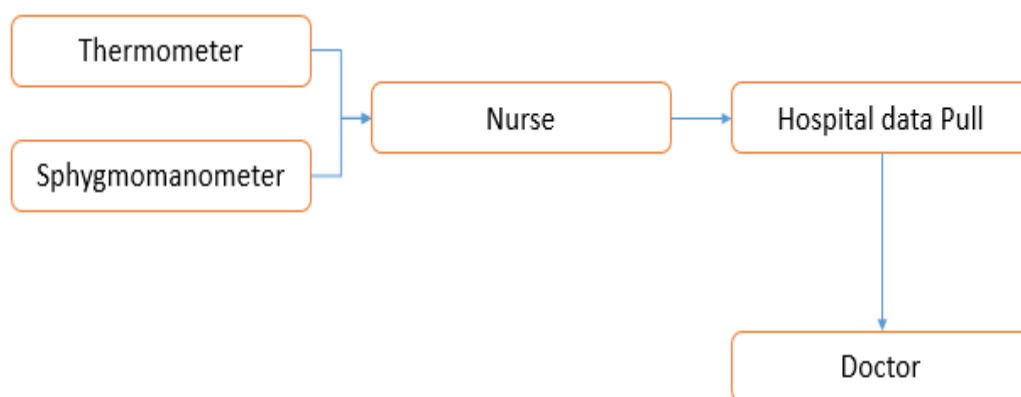 Thermometer
Sphygmomanometer
Nurse
Hospital data Pull
Doctor